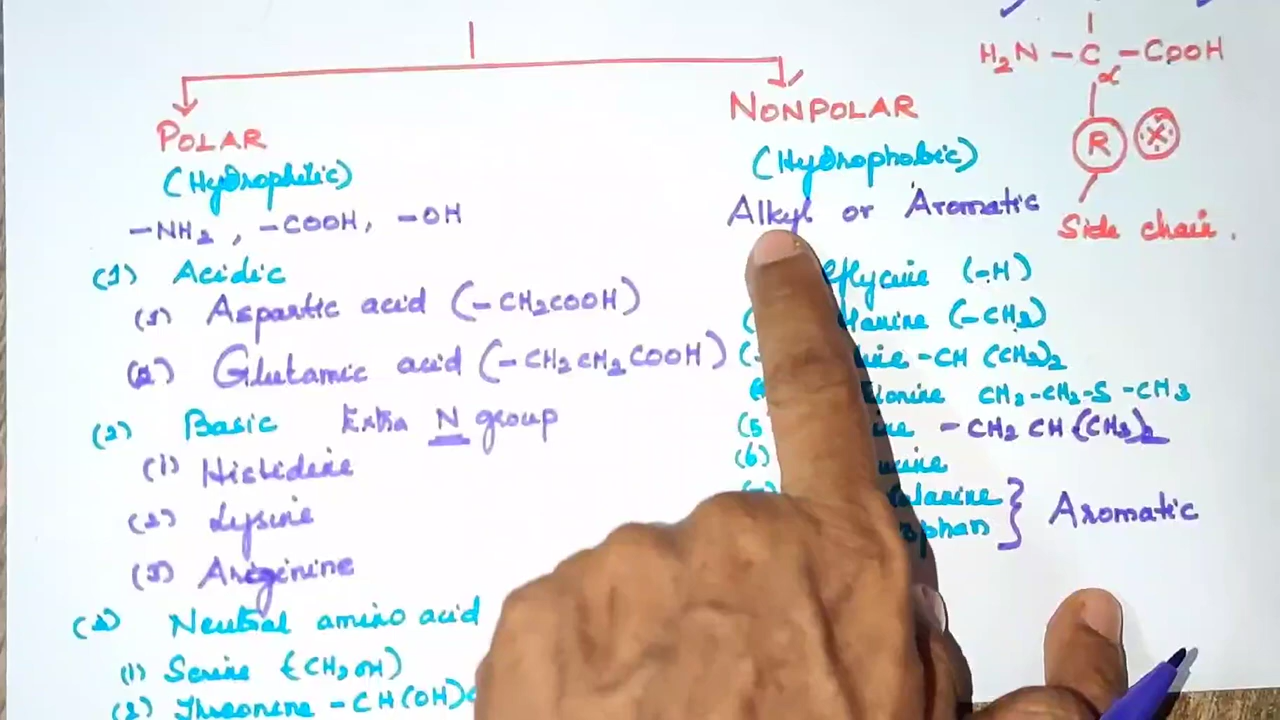 H₂N - C - COOH
α
R
X
Side chain.
POLAR
(Hydrophilic)
-NH₂, -COOH, -OH
(1) Acidic
(1) Aspartic acid (-CH₂COOH)
(2) Glutamic acid (-CH₂CH₂COOH)
(2) Basic Extra N group
(1) Histidine
(2) Lysine
(3) Arginine
(3) Neutral amino acid
(1) Serine (CH₂OH)
(2) Threonine - CH(OH)
NONPOLAR
(Hydrophobic)
Alkyl or Aromatic
Glycine (-H)
(-CH₃)
-CH (CH₃)₂
CH₂-CH₂-S-CH₃
(5 - CH₂ CH (CH₃)₂
(6)
} Aromatic